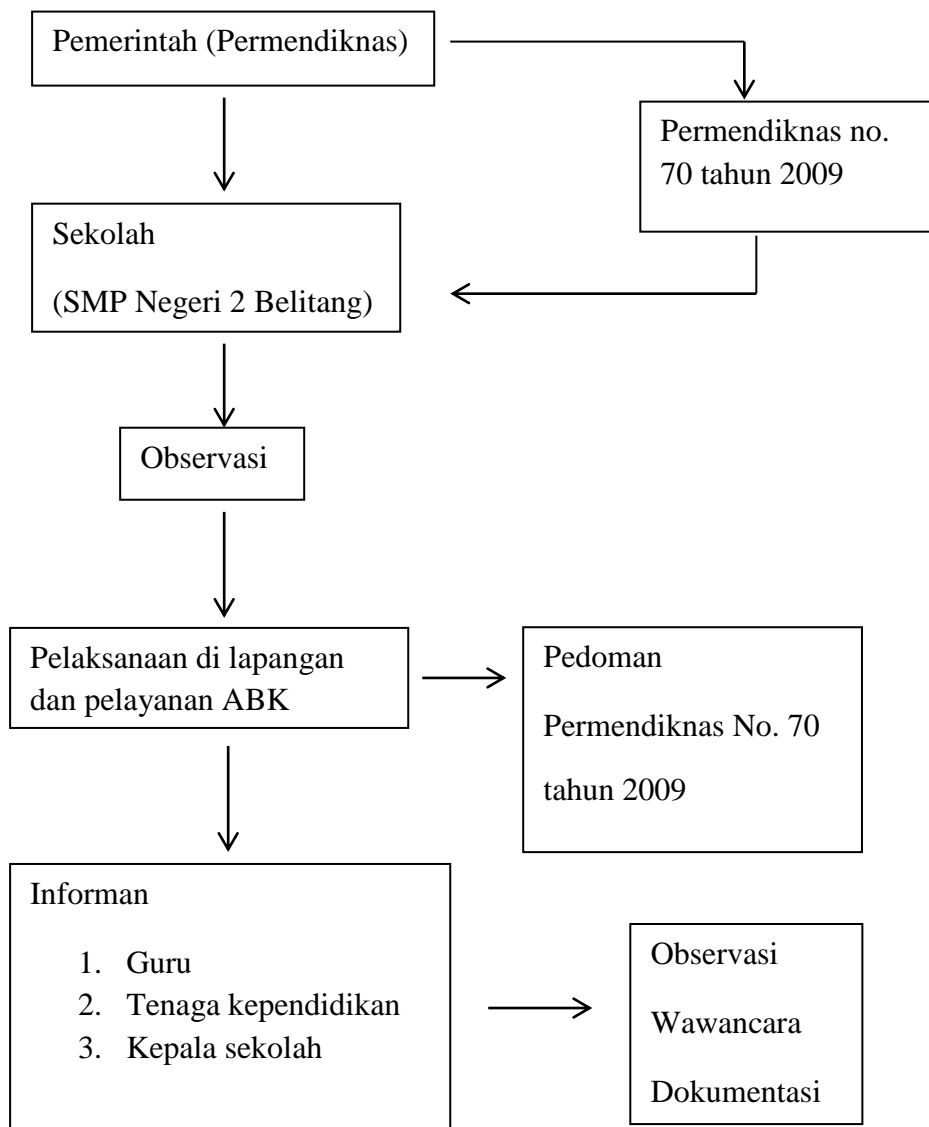 Pemerintah (Permendiknas)
Permendiknas no.
70 tahun 2009
Sekolah
(SMP Negeri 2 Belitang)
Observasi
Pelaksanaan di lapangan
dan pelayanan ABK
Pedoman
Permendiknas No. 70
tahun 2009
Informan
1. Guru
2. Tenaga kependidikan
3. Kepala sekolah
Observasi
Wawancara
Dokumentasi